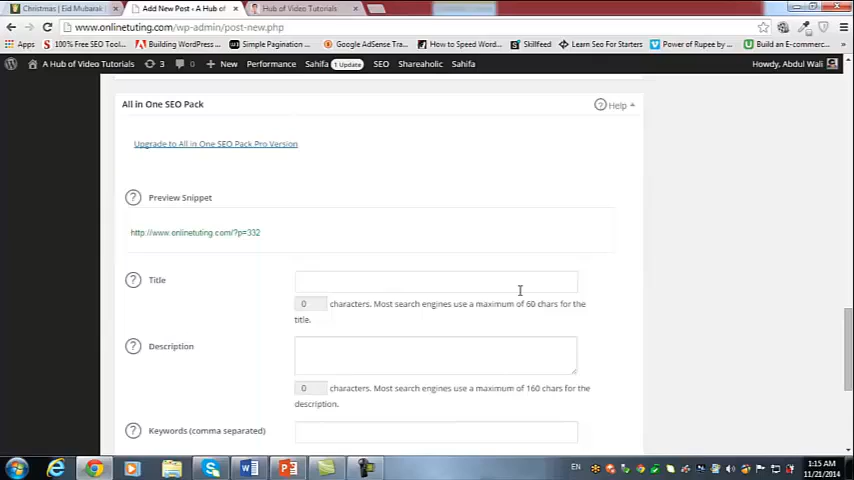 Christmas | Eid Mubarak
Add New Post ‹ A Hub of
Hub of Video Tutorials
www.onlinetuting.com/wp-admin/post-new.php
Apps
100% Free SEO Tool...
Building WordPress ...
Simple Pagination ...
Google AdSense Tra...
How to Speed Word...
Skillfeed
Learn Seo For Starters
Power of Rupee by ...
Build an E-commerc...
A Hub of Video Tutorials
3
1
New
Performance
Sahifa
1 Update
SEO
Shareaholic
Sahifa
Howdy, Abdul Wali
All in One SEO Pack
? Help
Upgrade to All in One SEO Pack Pro Version
? Preview Snippet
http://www.onlinetuting.com/?p=332
? Title
0 characters. Most search engines use a maximum of 60 chars for the
title.
? Description
0 characters. Most search engines use a maximum of 160 chars for the
description.
? Keywords (comma separated)
EN
1:15 AM
11/21/2014